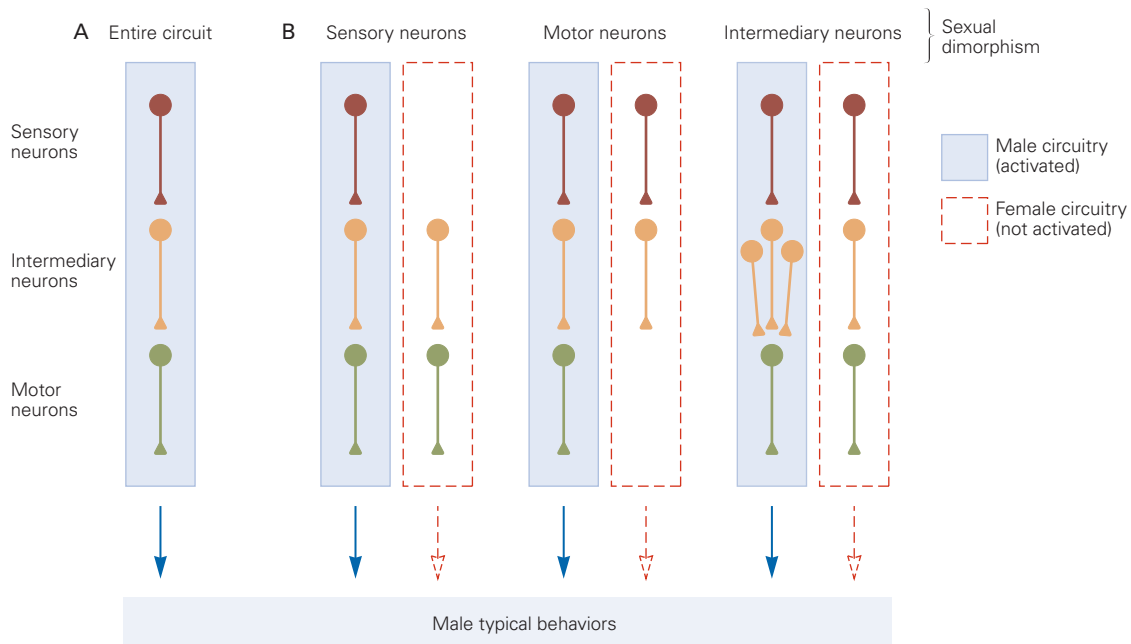 A Entire circuit
B Sensory neurons
Motor neurons
Intermediary neurons
Sexual
dimorphism
Sensory
neurons
Intermediary
neurons
Motor
neurons
Male circuitry
(activated)
Female circuitry
(not activated)
Male typical behaviors